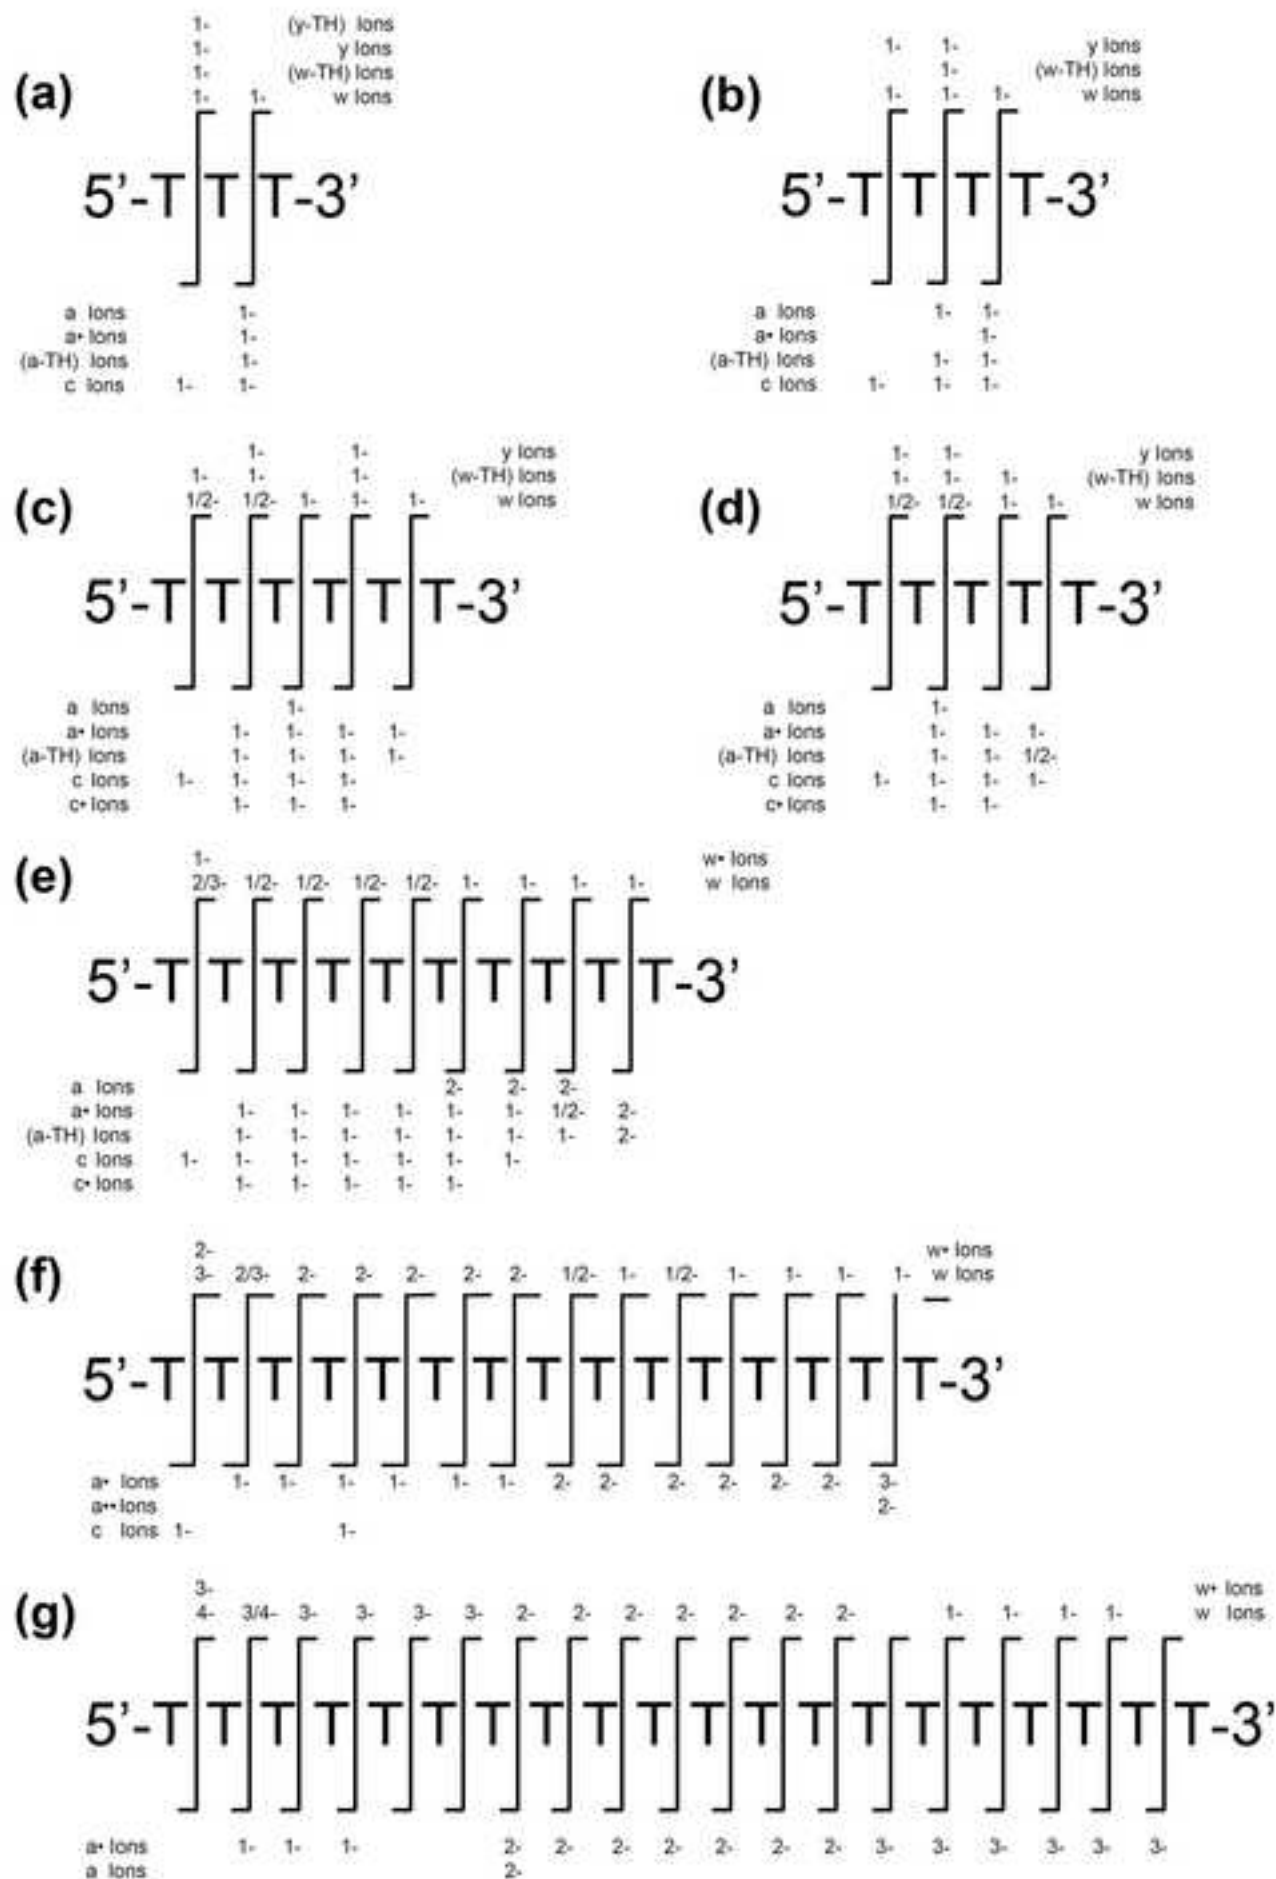 1- (y-TH) Ions
1- y Ions
1- (w-TH) Ions
1- 1- w Ions
(a)
5’-T T T-3’
a Ions 1-
a• Ions 1-
(a-TH) Ions 1-
c Ions 1- 1-
1- 1- y Ions
1- (w-TH) Ions
1- 1- 1- w Ions
(b)
5’-T T T T-3’
a Ions 1- 1-
a• Ions 1-
(a-TH) Ions 1- 1-
c Ions 1- 1- 1-
1- 1- y Ions
1- 1- 1- (w-TH) Ions
1/2- 1/2- 1- 1- 1- w Ions
(c)
5’-T T T T T T-3’
a Ions 1-
a• Ions 1- 1- 1- 1-
(a-TH) Ions 1- 1- 1- 1-
c Ions 1- 1- 1- 1-
c• Ions 1- 1- 1-
1- 1- y Ions
1- 1- 1- (w-TH) Ions
1/2- 1/2- 1- 1- w Ions
(d)
5’-T T T T T-3’
a Ions 1-
a• Ions 1- 1- 1-
(a-TH) Ions 1- 1- 1/2-
c Ions 1- 1- 1- 1-
c• Ions 1- 1-
1- w• Ions
2/3- 1/2- 1/2- 1/2- 1/2- 1- 1- 1- 1- w Ions
(e)
5’-T T T T T T T T T T-3’
a Ions 2- 2- 2-
a• Ions 1- 1- 1- 1- 1- 1- 1/2- 2-
(a-TH) Ions 1- 1- 1- 1- 1- 1- 1- 2-
c Ions 1- 1- 1- 1- 1- 1- 1-
c• Ions 1- 1- 1- 1- 1-
2- w• Ions
3- 2/3- 2- 2- 2- 2- 2- 1/2- 1- 1/2- 1- 1- 1- 1- w Ions
(f)
5’-T T T T T T T T T T T T T T T-3’
a• Ions 1- 1- 1- 1- 1- 1- 2- 2- 2- 2- 2- 2- 3-
a•• Ions 2-
c Ions 1- 1-
3- w• Ions
4- 3/4- 3- 3- 3- 3- 2- 2- 2- 2- 2- 2- 2- 1- 1- 1- 1- w Ions
(g)
5’-T T T T T T T T T T T T T T T T T T T T-3’
a• Ions 1- 1- 1- 2- 2- 2- 2- 2- 2- 2- 3- 3- 3- 3- 3- 3-
a Ions 2-